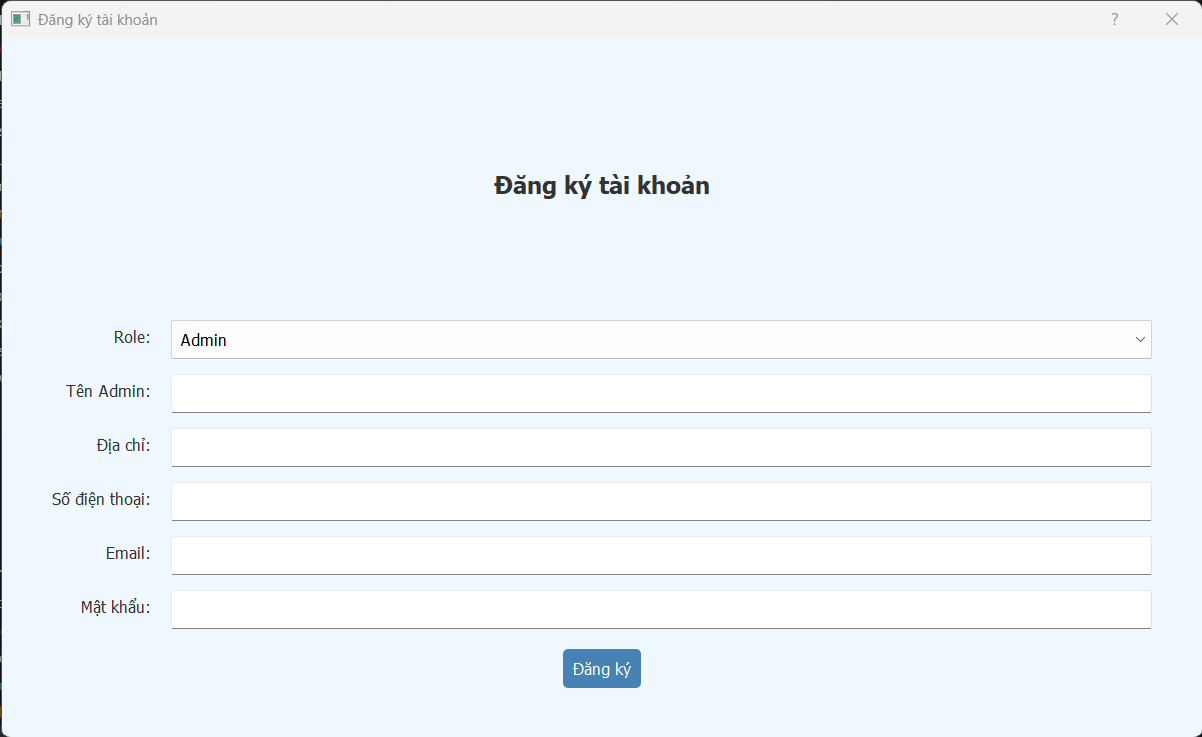 Đăng ký tài khoản
?
Đăng ký tài khoản
Role: Admin
Tên Admin:
Địa chỉ:
Số điện thoại:
Email:
Mật khẩu:
Đăng ký